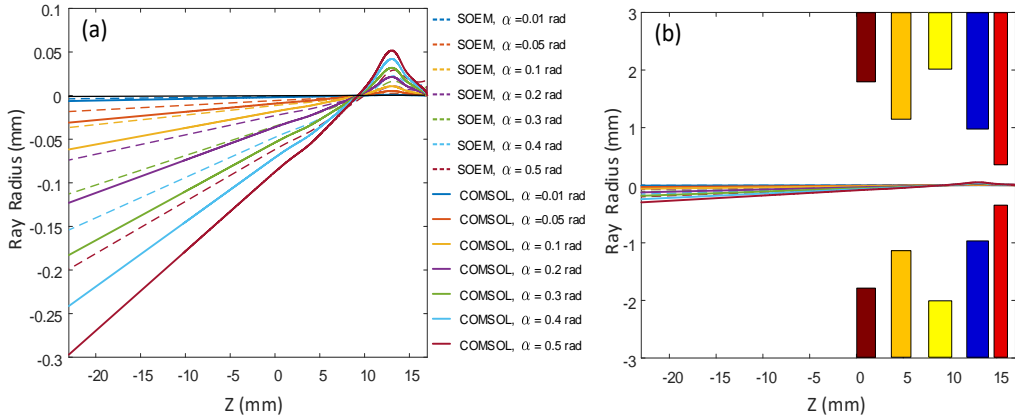 (a)
Ray Radius (mm)
0.1
0.05
0
-0.05
-0.1
-0.15
-0.2
-0.25
-0.3
-20 -15 -10 -5 0 5 10 15
Z (mm)
SOEM, α =0.01 rad
SOEM, α =0.05 rad
SOEM, α = 0.1 rad
SOEM, α = 0.2 rad
SOEM, α = 0.3 rad
SOEM, α = 0.4 rad
SOEM, α = 0.5 rad
COMSOL, α = 0.01 rad
COMSOL, α = 0.05 rad
COMSOL, α = 0.1 rad
COMSOL, α = 0.2 rad
COMSOL, α = 0.3 rad
COMSOL, α = 0.4 rad
COMSOL, α = 0.5 rad
(b)
Ray Radius (mm)
3
2
1
0
-1
-2
-3
-20 -15 -10 -5 0 5 10 15
Z (mm)